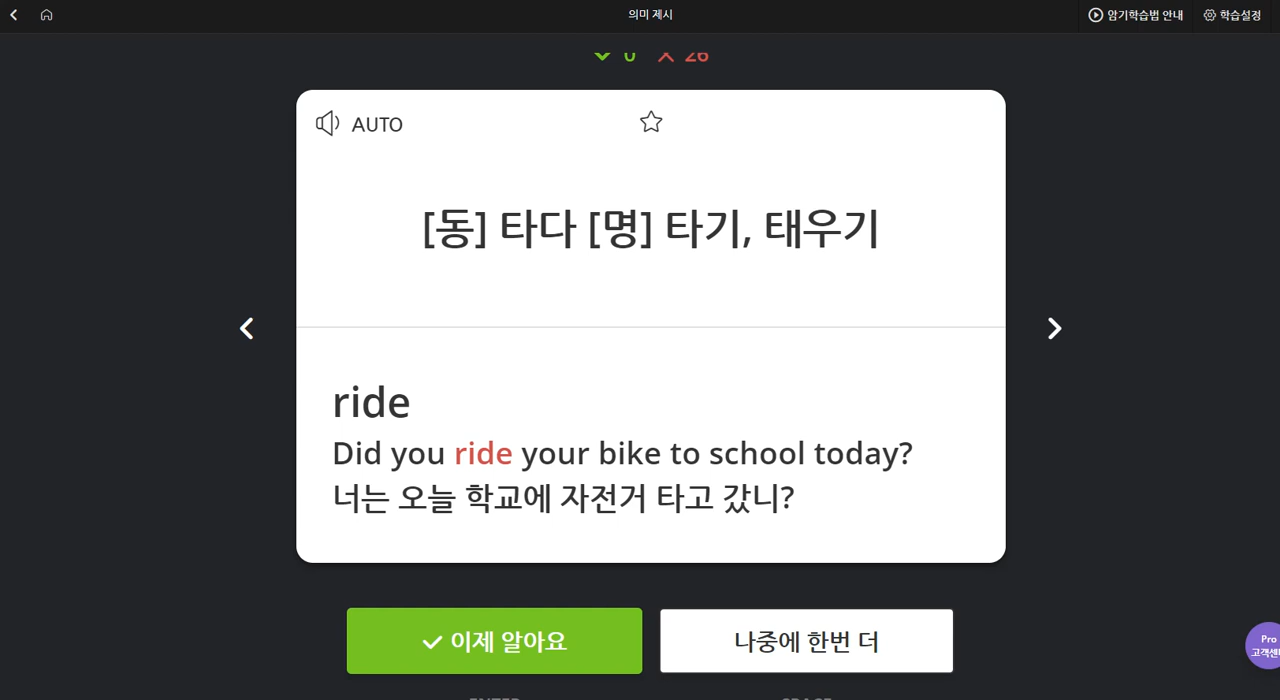 의미 제시
암기학습법 안내
학습설정
0
26
AUTO
[동] 타다 [명] 타기, 태우기
ride
Did you ride your bike to school today?
너는 오늘 학교에 자전거 타고 갔니?
이제 알아요
나중에 한번 더
Pro